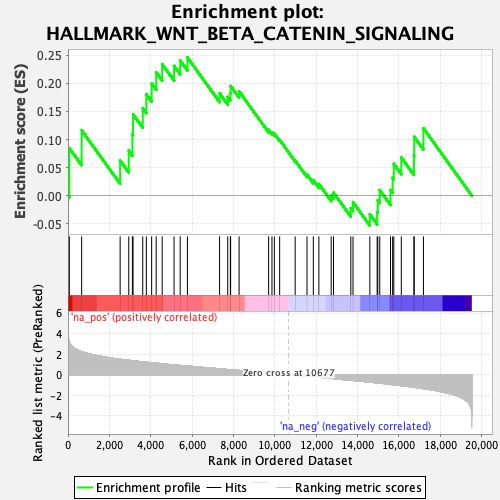 Enrichment plot:
HALLMARK_WNT_BETA_CATENIN_SIGNALING
Enrichment score (ES)
0.25
0.20
0.15
0.10
0.05
0.00
-0.05
Ranked list metric (PreRanked)
6
4
2
0
-2
-4
'na_pos' (positively correlated)
Zero cross at 10677
'na_neg' (negatively correlated)
0
2,000
4,000
6,000
8,000
10,000
12,000
14,000
16,000
18,000
20,000
Rank in Ordered Dataset
Enrichment profile
Hits
Ranking metric scores